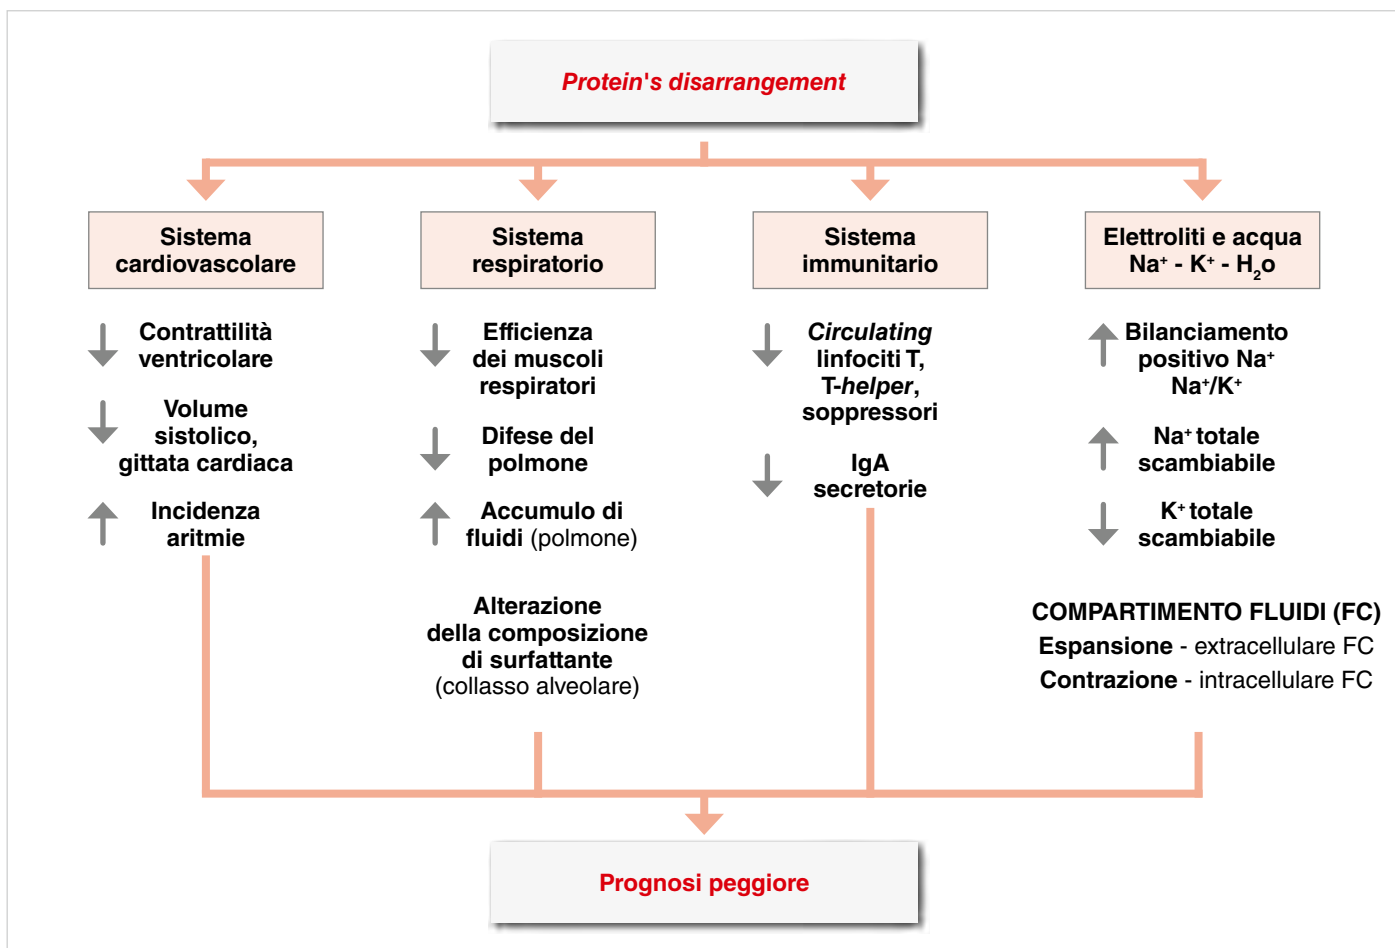 Protein's disarrangement
Sistema
cardiovascolare
Contrattilità
ventricolare
Volume
sistolico,
gittata cardiaca
Incidenza
aritmie
Sistema
respiratorio
Efficienza
dei muscoli
respiratori
Difese del
polmone
Accumulo di
fluidi (polmone)
Alterazione
della composizione
di surfattante
(collasso alveolare)
Sistema
immunitario
Circulating
linfociti T,
T-helper,
soppressori
IgA
secretorie
Elettroliti e acqua
Na⁺ - K⁺ - H₂o
Bilanciamento
positivo Na⁺
Na⁺/K⁺
Na⁺ totale
scambiabile
K⁺ totale
scambiabile
COMPARTIMENTO FLUIDI (FC)
Espansione - extracellulare FC
Contrazione - intracellulare FC
Prognosi peggiore